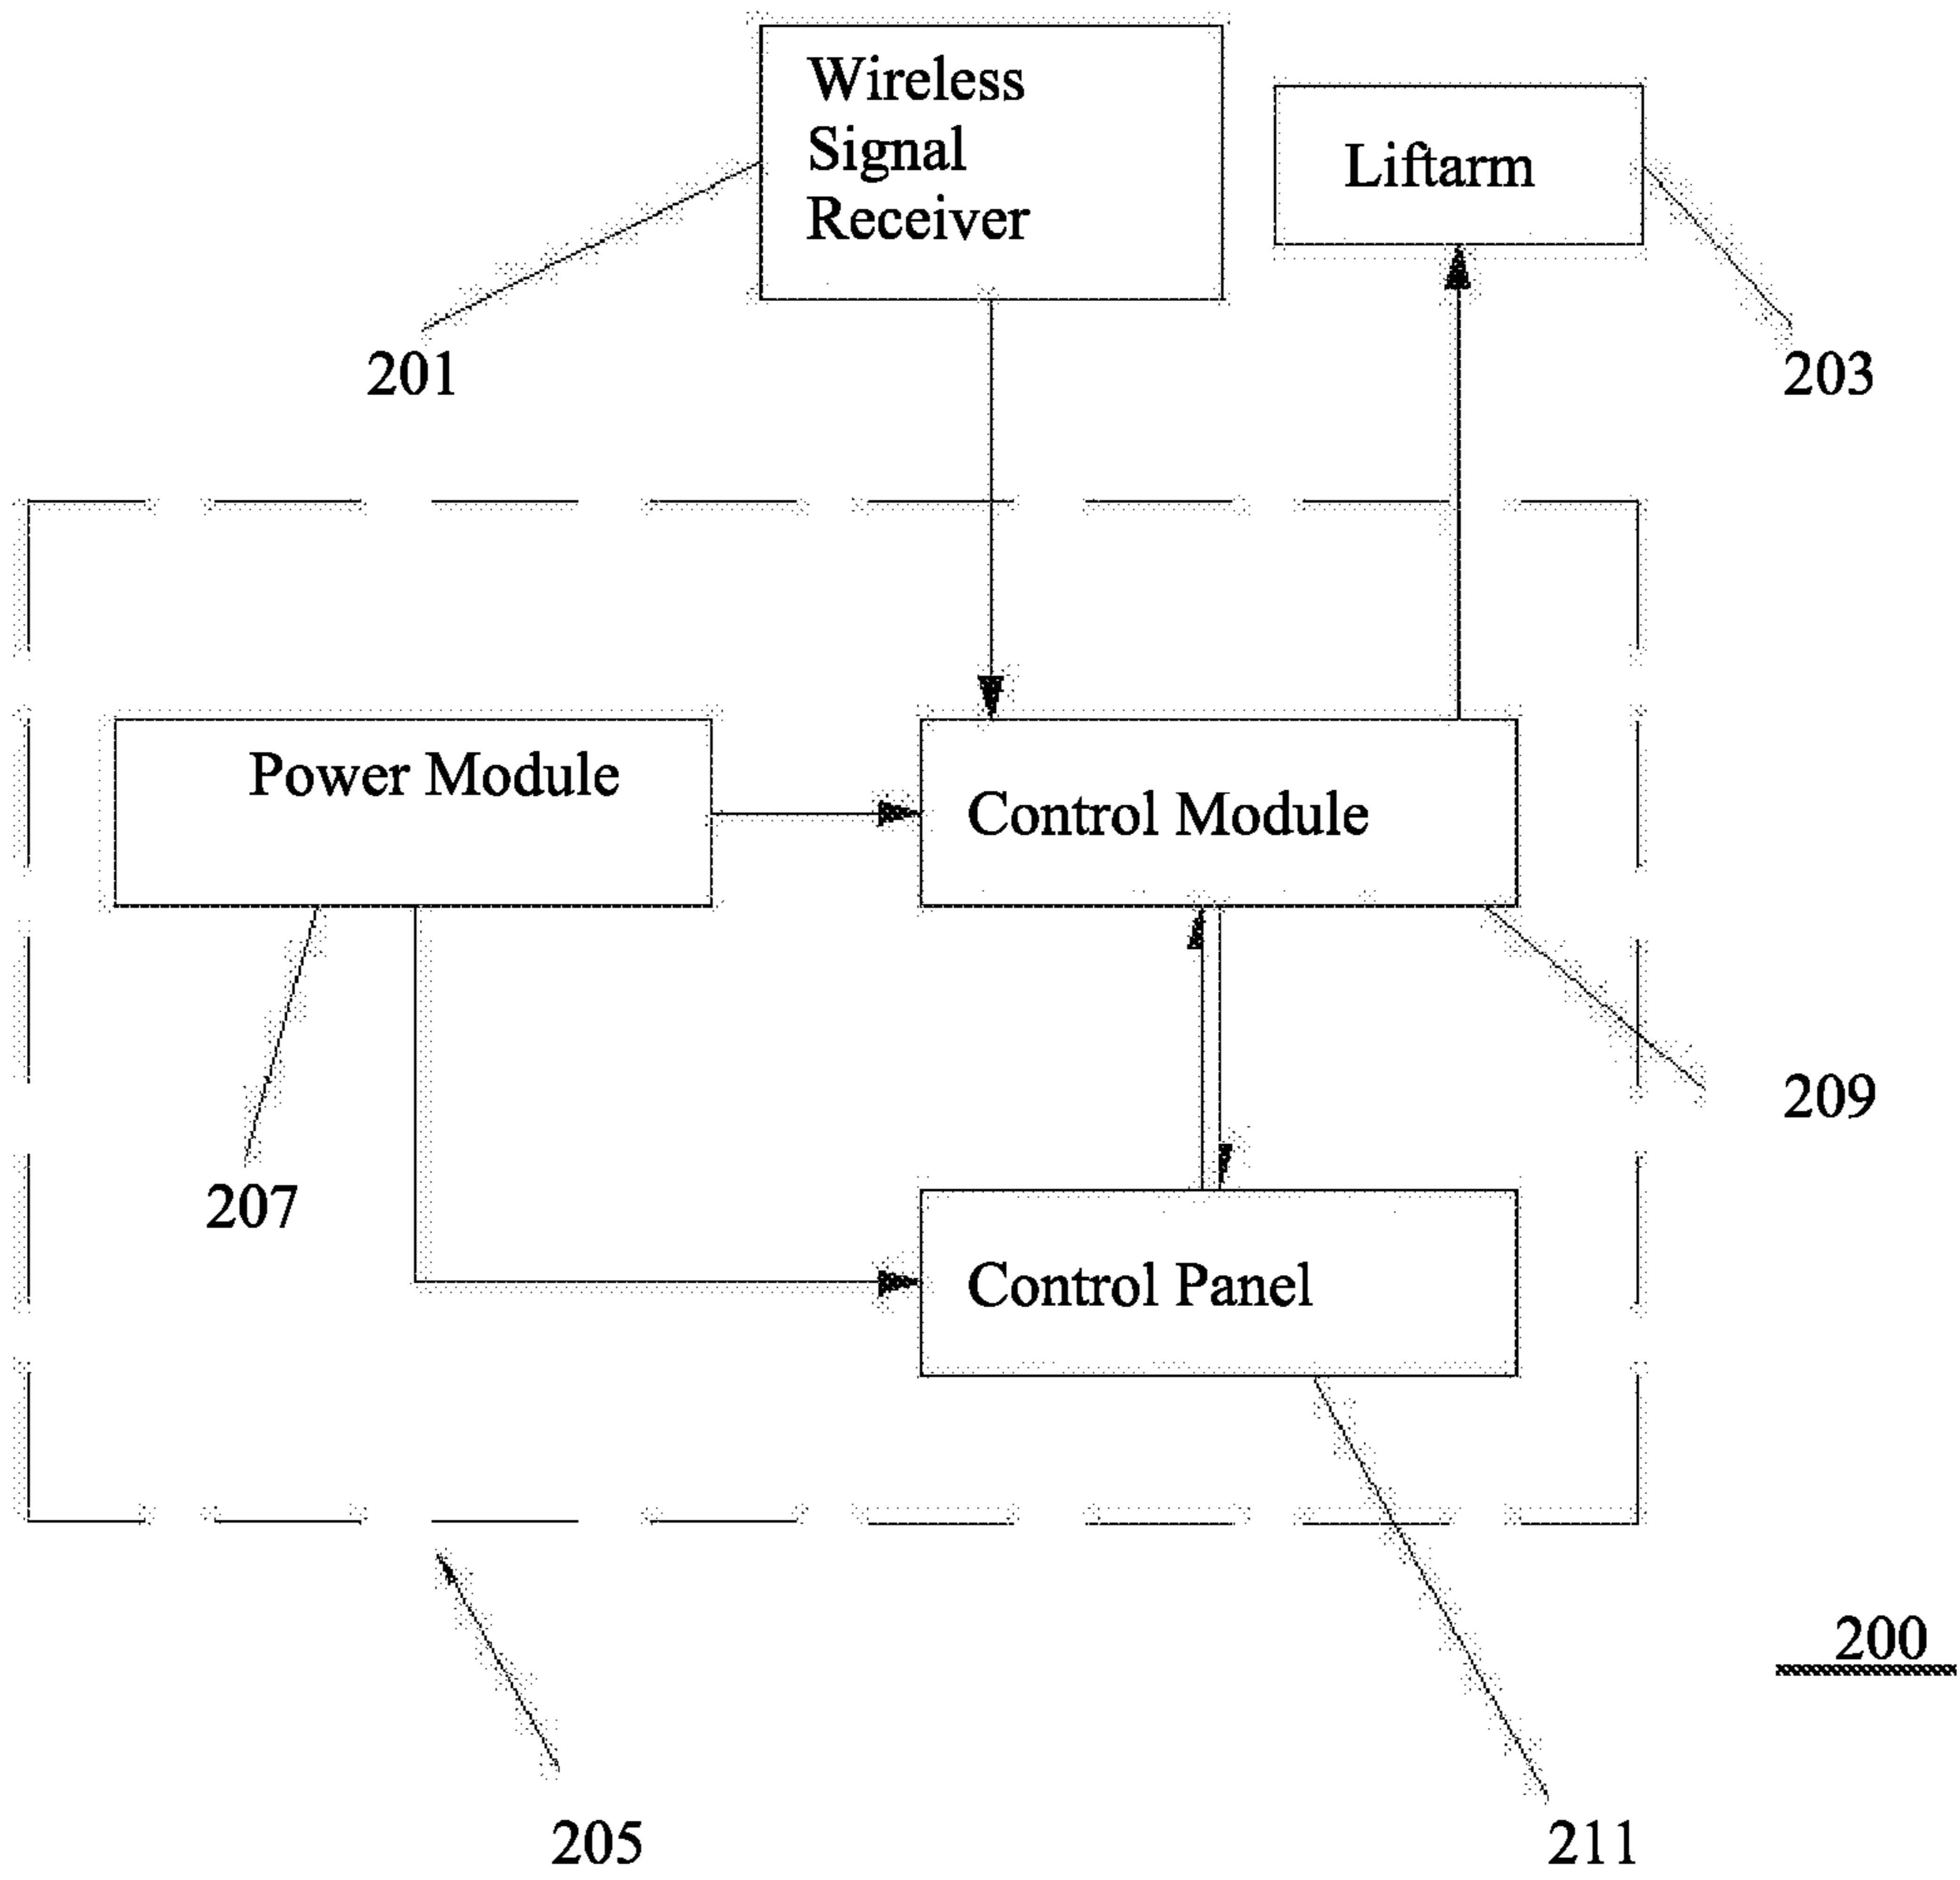 Wireless
Signal
Receiver
Liftarm
201
203
Power Module
Control Module
209
207
Control Panel
200
205
211